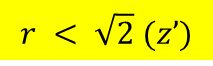 r < √2 (z’)